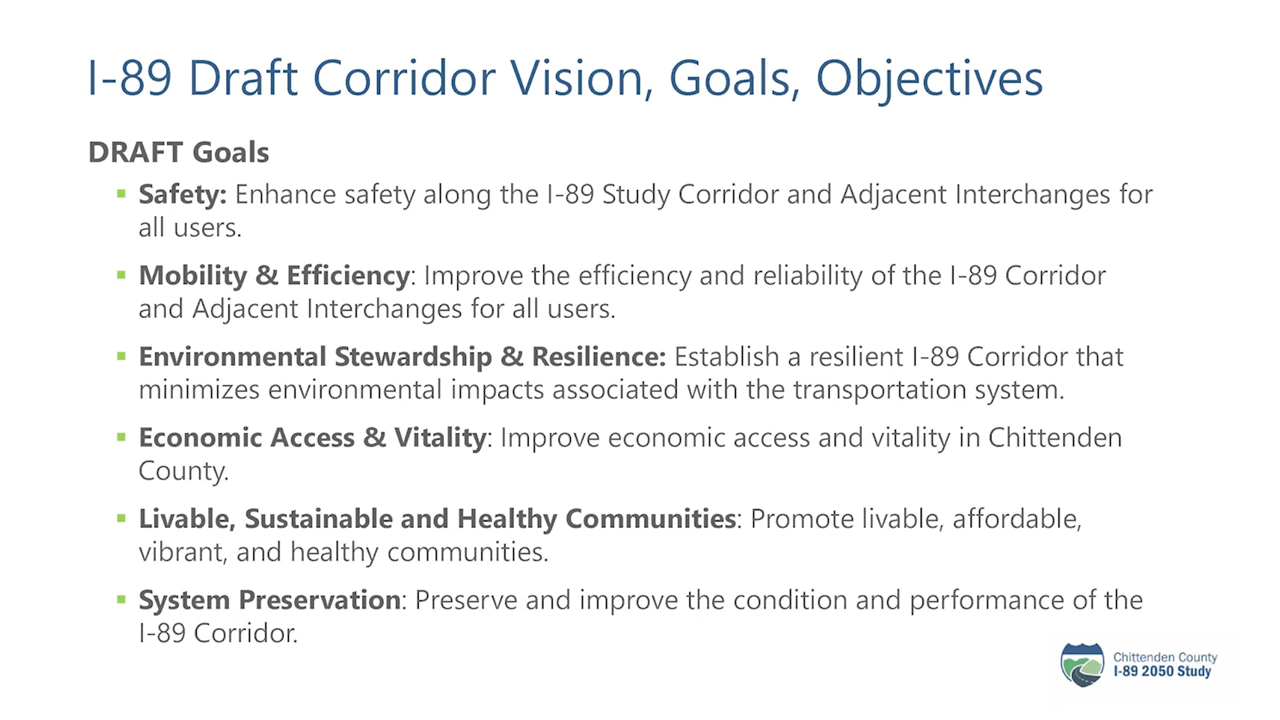 I-89 Draft Corridor Vision, Goals, Objectives
DRAFT Goals
▪ Safety: Enhance safety along the I-89 Study Corridor and Adjacent Interchanges for
all users.
▪ Mobility & Efficiency: Improve the efficiency and reliability of the I-89 Corridor
and Adjacent Interchanges for all users.
▪ Environmental Stewardship & Resilience: Establish a resilient I-89 Corridor that
minimizes environmental impacts associated with the transportation system.
▪ Economic Access & Vitality: Improve economic access and vitality in Chittenden
County.
▪ Livable, Sustainable and Healthy Communities: Promote livable, affordable,
vibrant, and healthy communities.
▪ System Preservation: Preserve and improve the condition and performance of the
I-89 Corridor.
Chittenden County
I-89 2050 Study